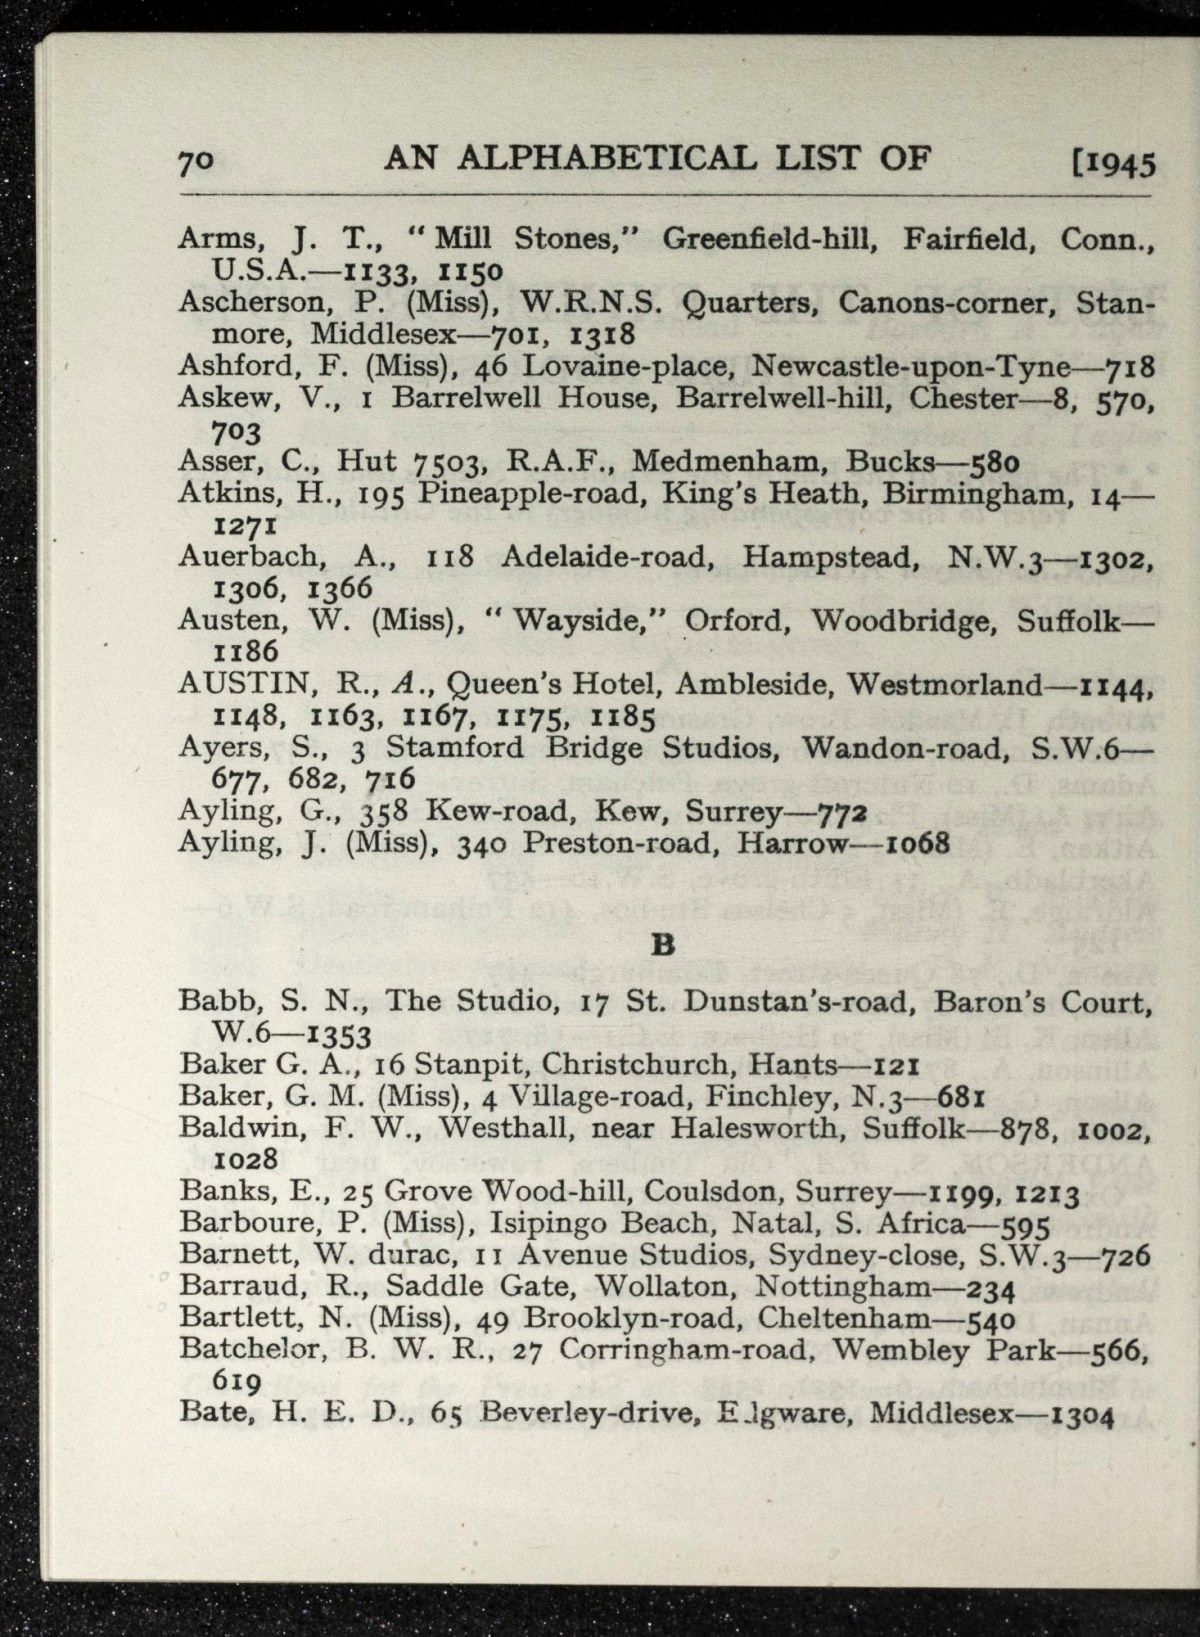 70 AN ALPHABETICAL LIST OF [1945
Arms, J. T., “ Mill Stones,” Greenfield-hill, Fairfield, Conn.,
U.S.A.—1133, 1150
Ascherson, P. (Miss), W.R.N.S. Quarters, Canons-corner, Stan-
more, Middlesex—701, 1318
Ashford, F. (Miss), 46 Lovaine-place, Newcastle-upon-Tyne—718
Askew, V., 1 Barrelwell House, Barrelwell-hill, Chester—8, 570,
703
Asser, C., Hut 7503, R.A.F., Medmenham, Bucks—580
Atkins, H., 195 Pineapple-road, King's Heath, Birmingham, 14—
1271
Auerbach, A., 118 Adelaide-road, Hampstead, N.W.3—1302,
1306, 1366
Austen, W. (Miss), “ Wayside,” Orford, Woodbridge, Suffolk—
1186
AUSTIN, R., A., Queen's Hotel, Ambleside, Westmorland—1144,
1148, 1163, 1167, 1175, 1185
Ayers, S., 3 Stamford Bridge Studios, Wandon-road, S.W.6—
677, 682, 716
Ayling, G., 358 Kew-road, Kew, Surrey—772
Ayling, J. (Miss), 340 Preston-road, Harrow—1068
B
Babb, S. N., The Studio, 17 St. Dunstan's-road, Baron's Court,
W.6—1353
Baker G. A., 16 Stanpit, Christchurch, Hants—121
Baker, G. M. (Miss), 4 Village-road, Finchley, N.3—681
Baldwin, F. W., Westhall, near Halesworth, Suffolk—878, 1002,
1028
Banks, E., 25 Grove Wood-hill, Coulsdon, Surrey—1199, 1213
Barboure, P. (Miss), Isipingo Beach, Natal, S. Africa—595
Barnett, W. durac, 11 Avenue Studios, Sydney-close, S.W.3—726
Barraud, R., Saddle Gate, Wollaton, Nottingham—234
Bartlett, N. (Miss), 49 Brooklyn-road, Cheltenham—540
Batchelor, B. W. R., 27 Corringham-road, Wembley Park—566,
619
Bate, H. E. D., 65 Beverley-drive, Edgware, Middlesex—1304